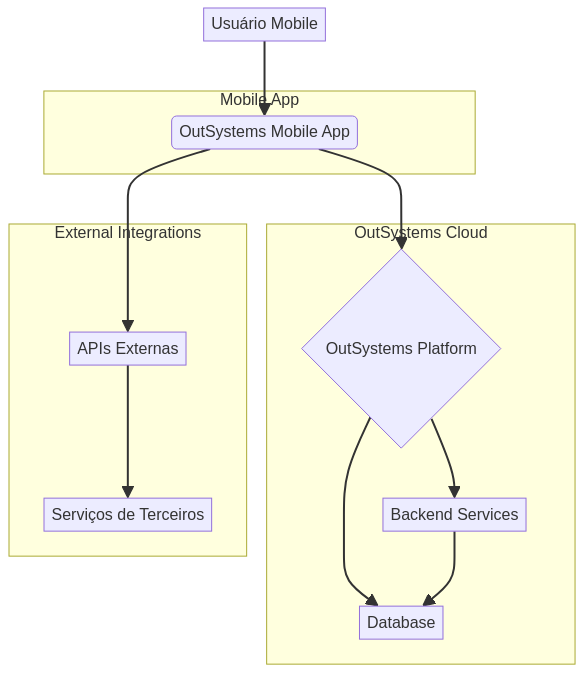 Usuário Mobile
Mobile App
OutSystems Mobile App
External Integrations
OutSystems Cloud
APIs Externas
OutSystems Platform
Serviços de Terceiros
Backend Services
Database